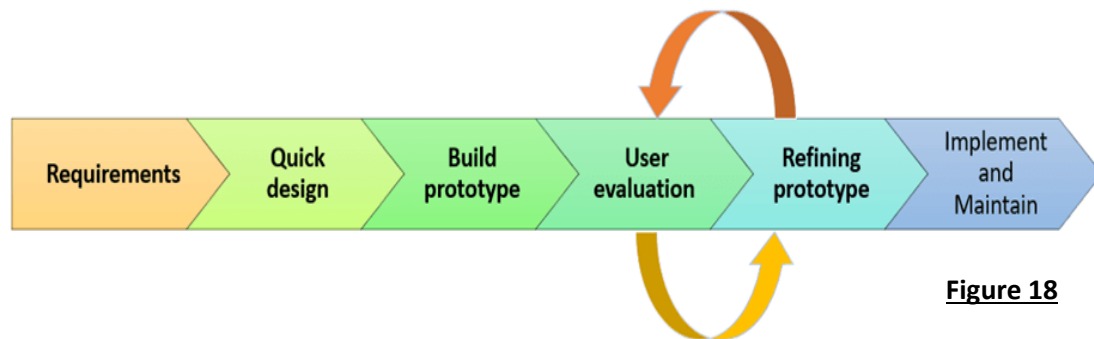 Requirements
Quick
design
Build
prototype
User
evaluation
Refining
prototype
Implement
and
Maintain
Figure 18